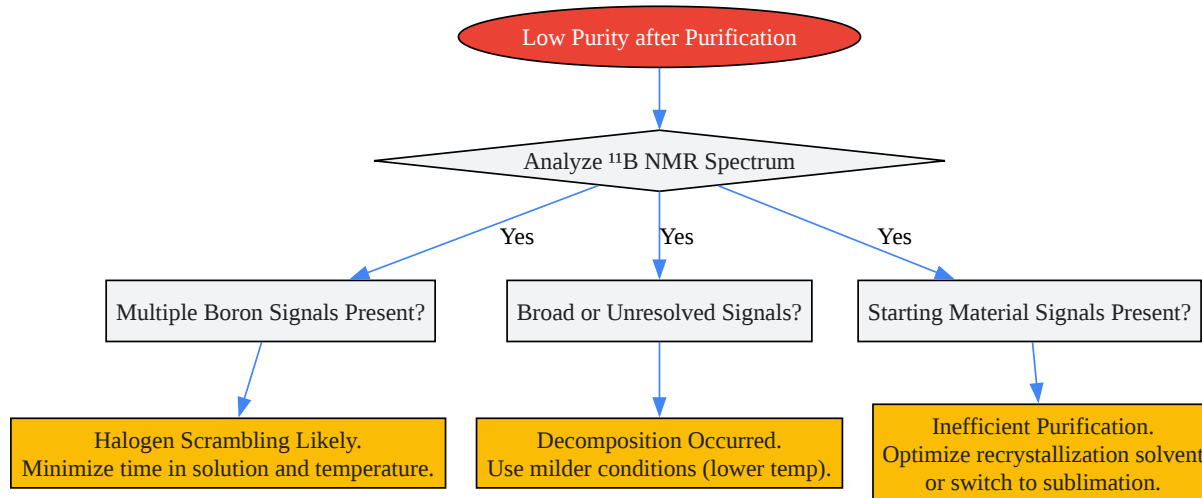 Low Purity after Purification
Analyze ¹¹B NMR Spectrum
Yes
Yes
Yes
Multiple Boron Signals Present?
Broad or Unresolved Signals?
Starting Material Signals Present?
Halogen Scrambling Likely.
Minimize time in solution and temperature.
Decomposition Occurred.
Use milder conditions (lower temp).
Inefficient Purification.
Optimize recrystallization solvent
or switch to sublimation.